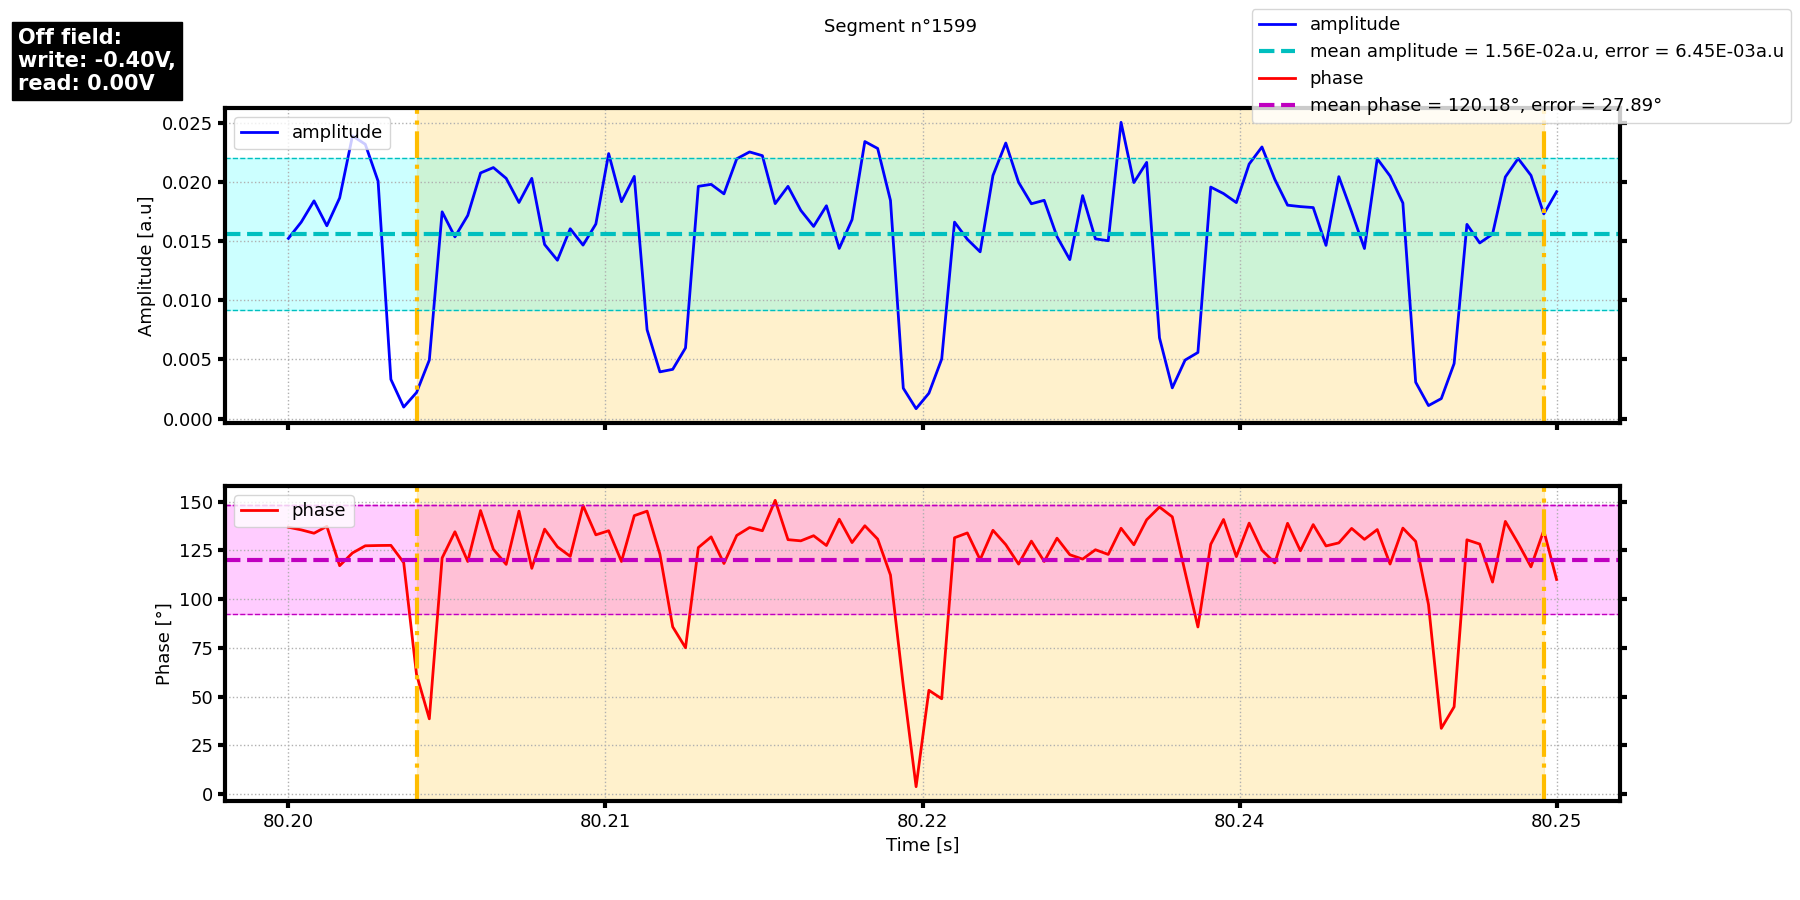 Segment n°1599
Off field:
write: -0.40V,
read: 0.00V
amplitude
mean amplitude = 1.56E-02a.u, error = 6.45E-03a.u
phase
mean phase = 120.18°, error = 27.89°
amplitude
0.025
0.020
0.015
0.010
0.005
0.000
Amplitude [a.u]
phase
150
125
100
75
50
25
0
Phase [°]
80.20 80.21 80.22 80.24 80.25
Time [s]